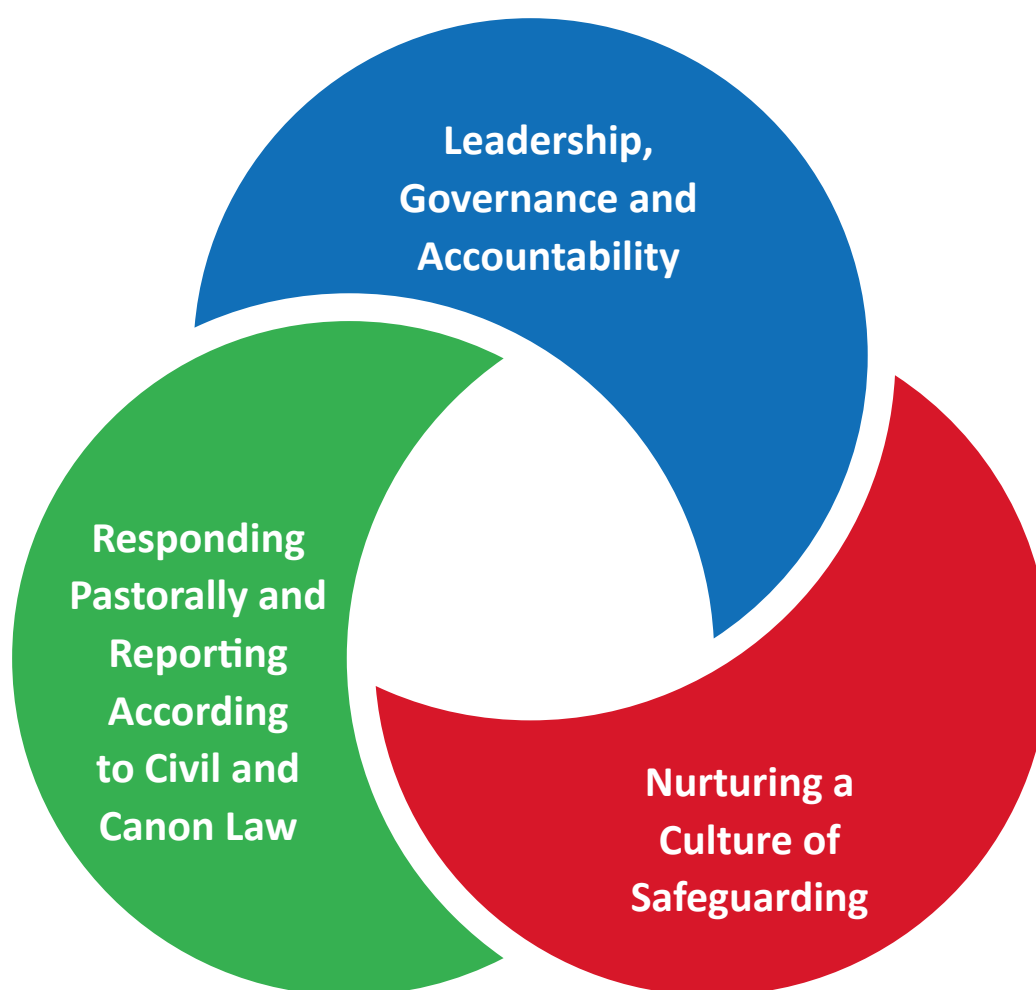 Leadership,
Governance and
Accountability
Responding
Pastorally and
Reporting
According
to Civil and
Canon Law
Nurturing a
Culture of
Safeguarding